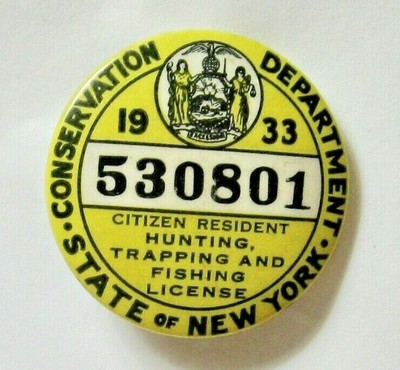 CONSERVATION DEPARTMENT
19 33
EXCELSIOR
530801
CITIZEN RESIDENT
HUNTING,
TRAPPING AND
FISHING
LICENSE
STATE OF NEW YORK